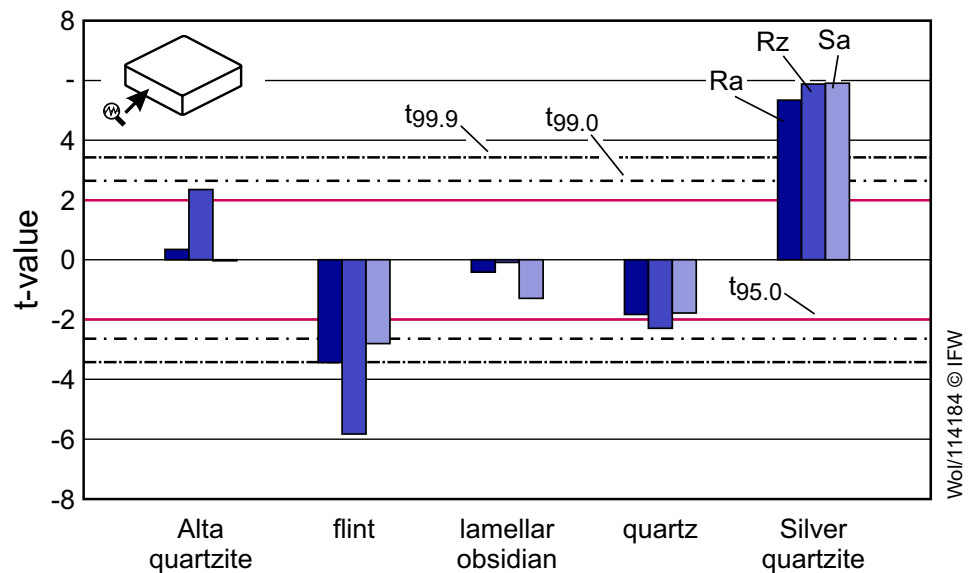 8
-
4
2
0
-2
-4
-6
-8
t-value
t99.9
t99.0
t95.0
Ra
Rz
Sa
Alta
quartzite
flint
lamellar
obsidian
quartz
Silver
quartzite
Wol/114184 © IFW